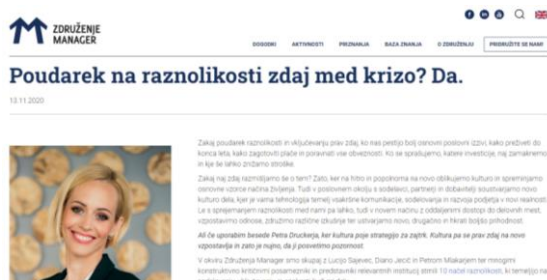 ZDRUŽENJE
MANAGER
DOGODKI AKTIVNOSTI PRIZNANJA BAZA ZNANJA O ZDRUŽENJU PRIDRUŽITE SE NAM!
Poudarek na raznolikosti zdaj med krizo? Da.
13.11.2020
Zakaj poudarek raznolikosti in vključevanju prav zdaj, ko nas pestijo bolj osnovni poslovni izzivi, kako preživeti do
konca leta, kako zagotoviti plače in poravnati vse obveznosti. Ko se sprašujemo, katere investicije, naj zamaknemo
in kje še lahko znižamo stroške.
Zakaj naj zdaj razmišljamo še o tem? Zato, ker na hitro in popolnoma na novo oblikujemo kulturo in spreminjamo
osnovne vzorce načina življenja. Tudi v poslovnem okolju s sodelavci, partnerji in dobavitelji soustvarjamo novo
kulturo dela, kjer je vama tehnologija temelj vsakršne komunikacije, sodelovanja in razvoja podjetja v novi realnosti.
Le s sprejemanjem raznolikosti med nami pa lahko, tudi v novem načinu z oddaljenimi dostopi do delovnih mest,
vzpostavimo odnose, združimo različne izkušnje ter ustvarjamo novo, drugačno in hkrati boljšo prihodnost.
Ali če uporabim besede Petra Druckerja, ker kultura poje strategijo za zajtrk. Kultura pa se prav zdaj na novo
vzpostavlja in zato je nujno, da ji posvetimo pozornost.
V okviru Združenja Manager smo skupaj z Lucijo Sajevec, Diano Jecič in Petrom Mlakarjem ter mnogimi
konstruktivno kritičnimi posamezniki in predstavniki relevantnih institucij strnili 10 načel raznolikosti, ki temeljijo na